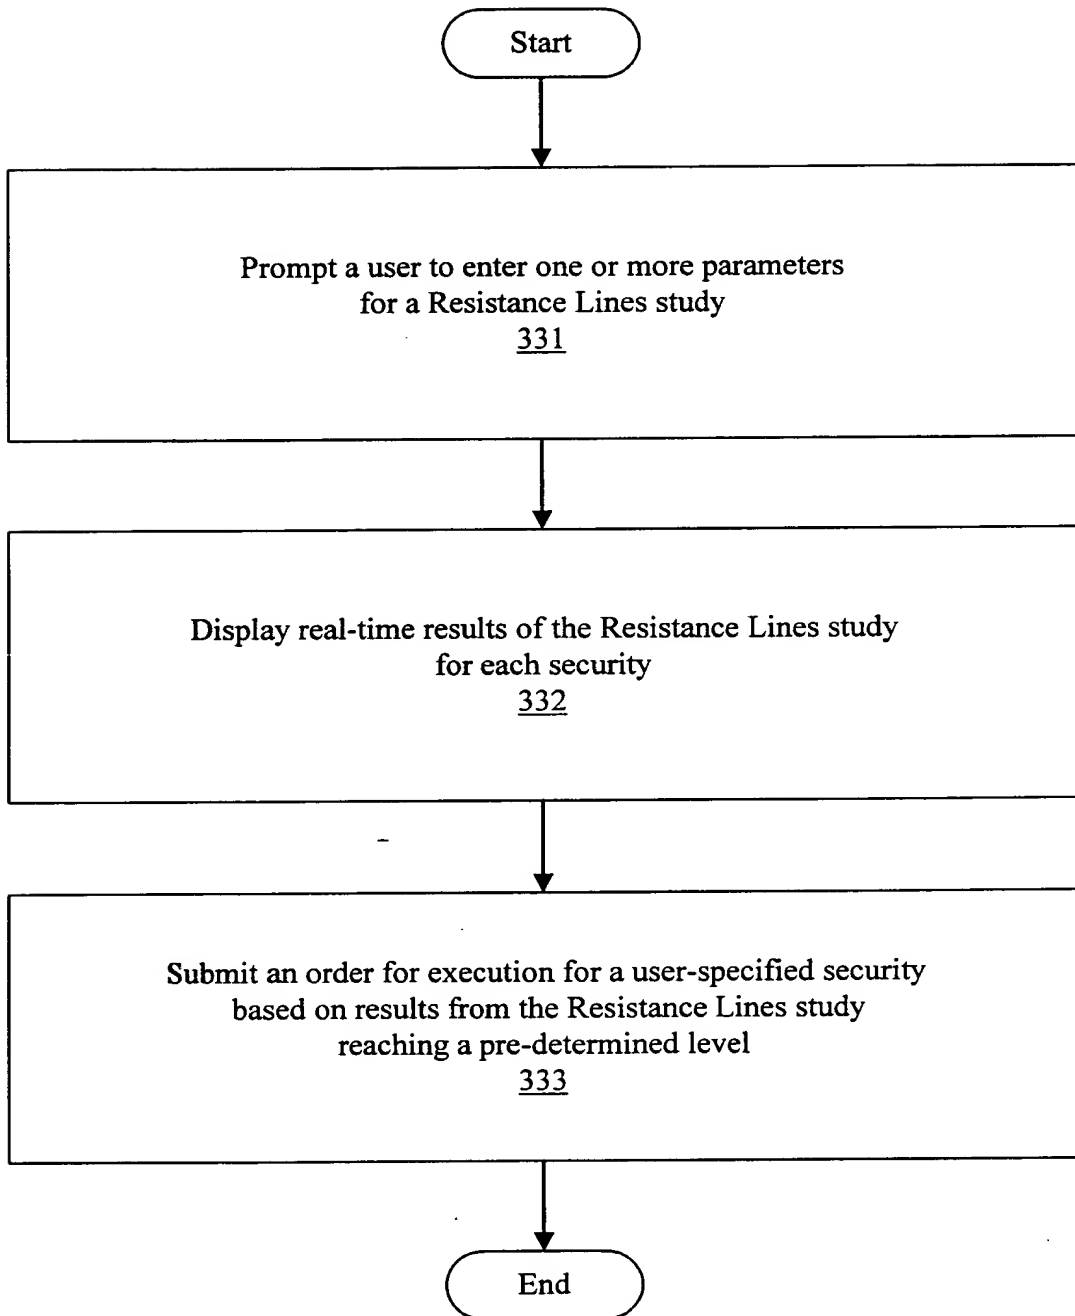 Start
Prompt a user to enter one or more parameters
for a Resistance Lines study
331
Display real-time results of the Resistance Lines study
for each security
332
Submit an order for execution for a user-specified security
based on results from the Resistance Lines study
reaching a pre-determined level
333
End